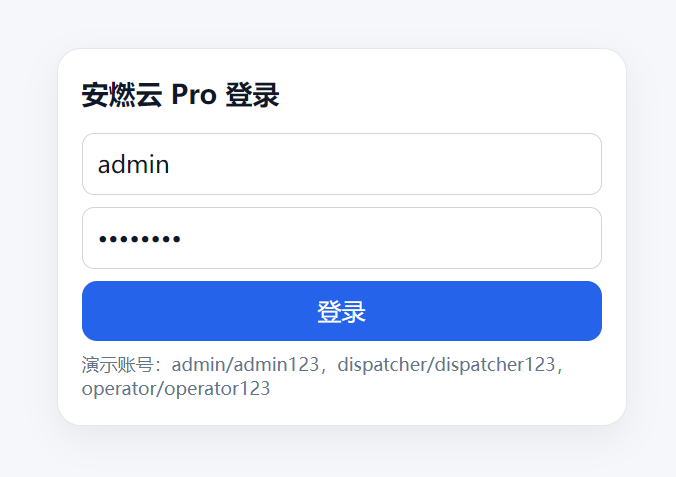 安燃云 Pro 登录
admin
••••••••
登录
演示账号：admin/admin123，dispatcher/dispatcher123，
operator/operator123